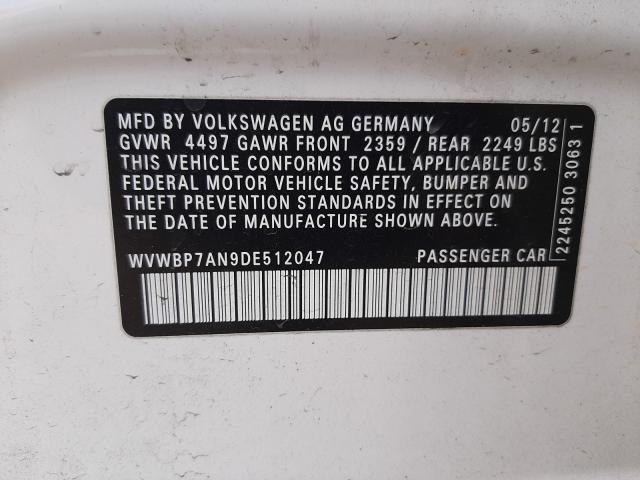 MFD BY VOLKSWAGEN AG GERMANY 05/12
GVWR 4497 GAWR FRONT 2359 / REAR 2249 LBS
THIS VEHICLE CONFORMS TO ALL APPLICABLE U.S.
FEDERAL MOTOR VEHICLE SAFETY, BUMPER AND
THEFT PREVENTION STANDARDS IN EFFECT ON
THE DATE OF MANUFACTURE SHOWN ABOVE.
WVWBP7AN9DE512047 PASSENGER CAR
2245250 3063 1